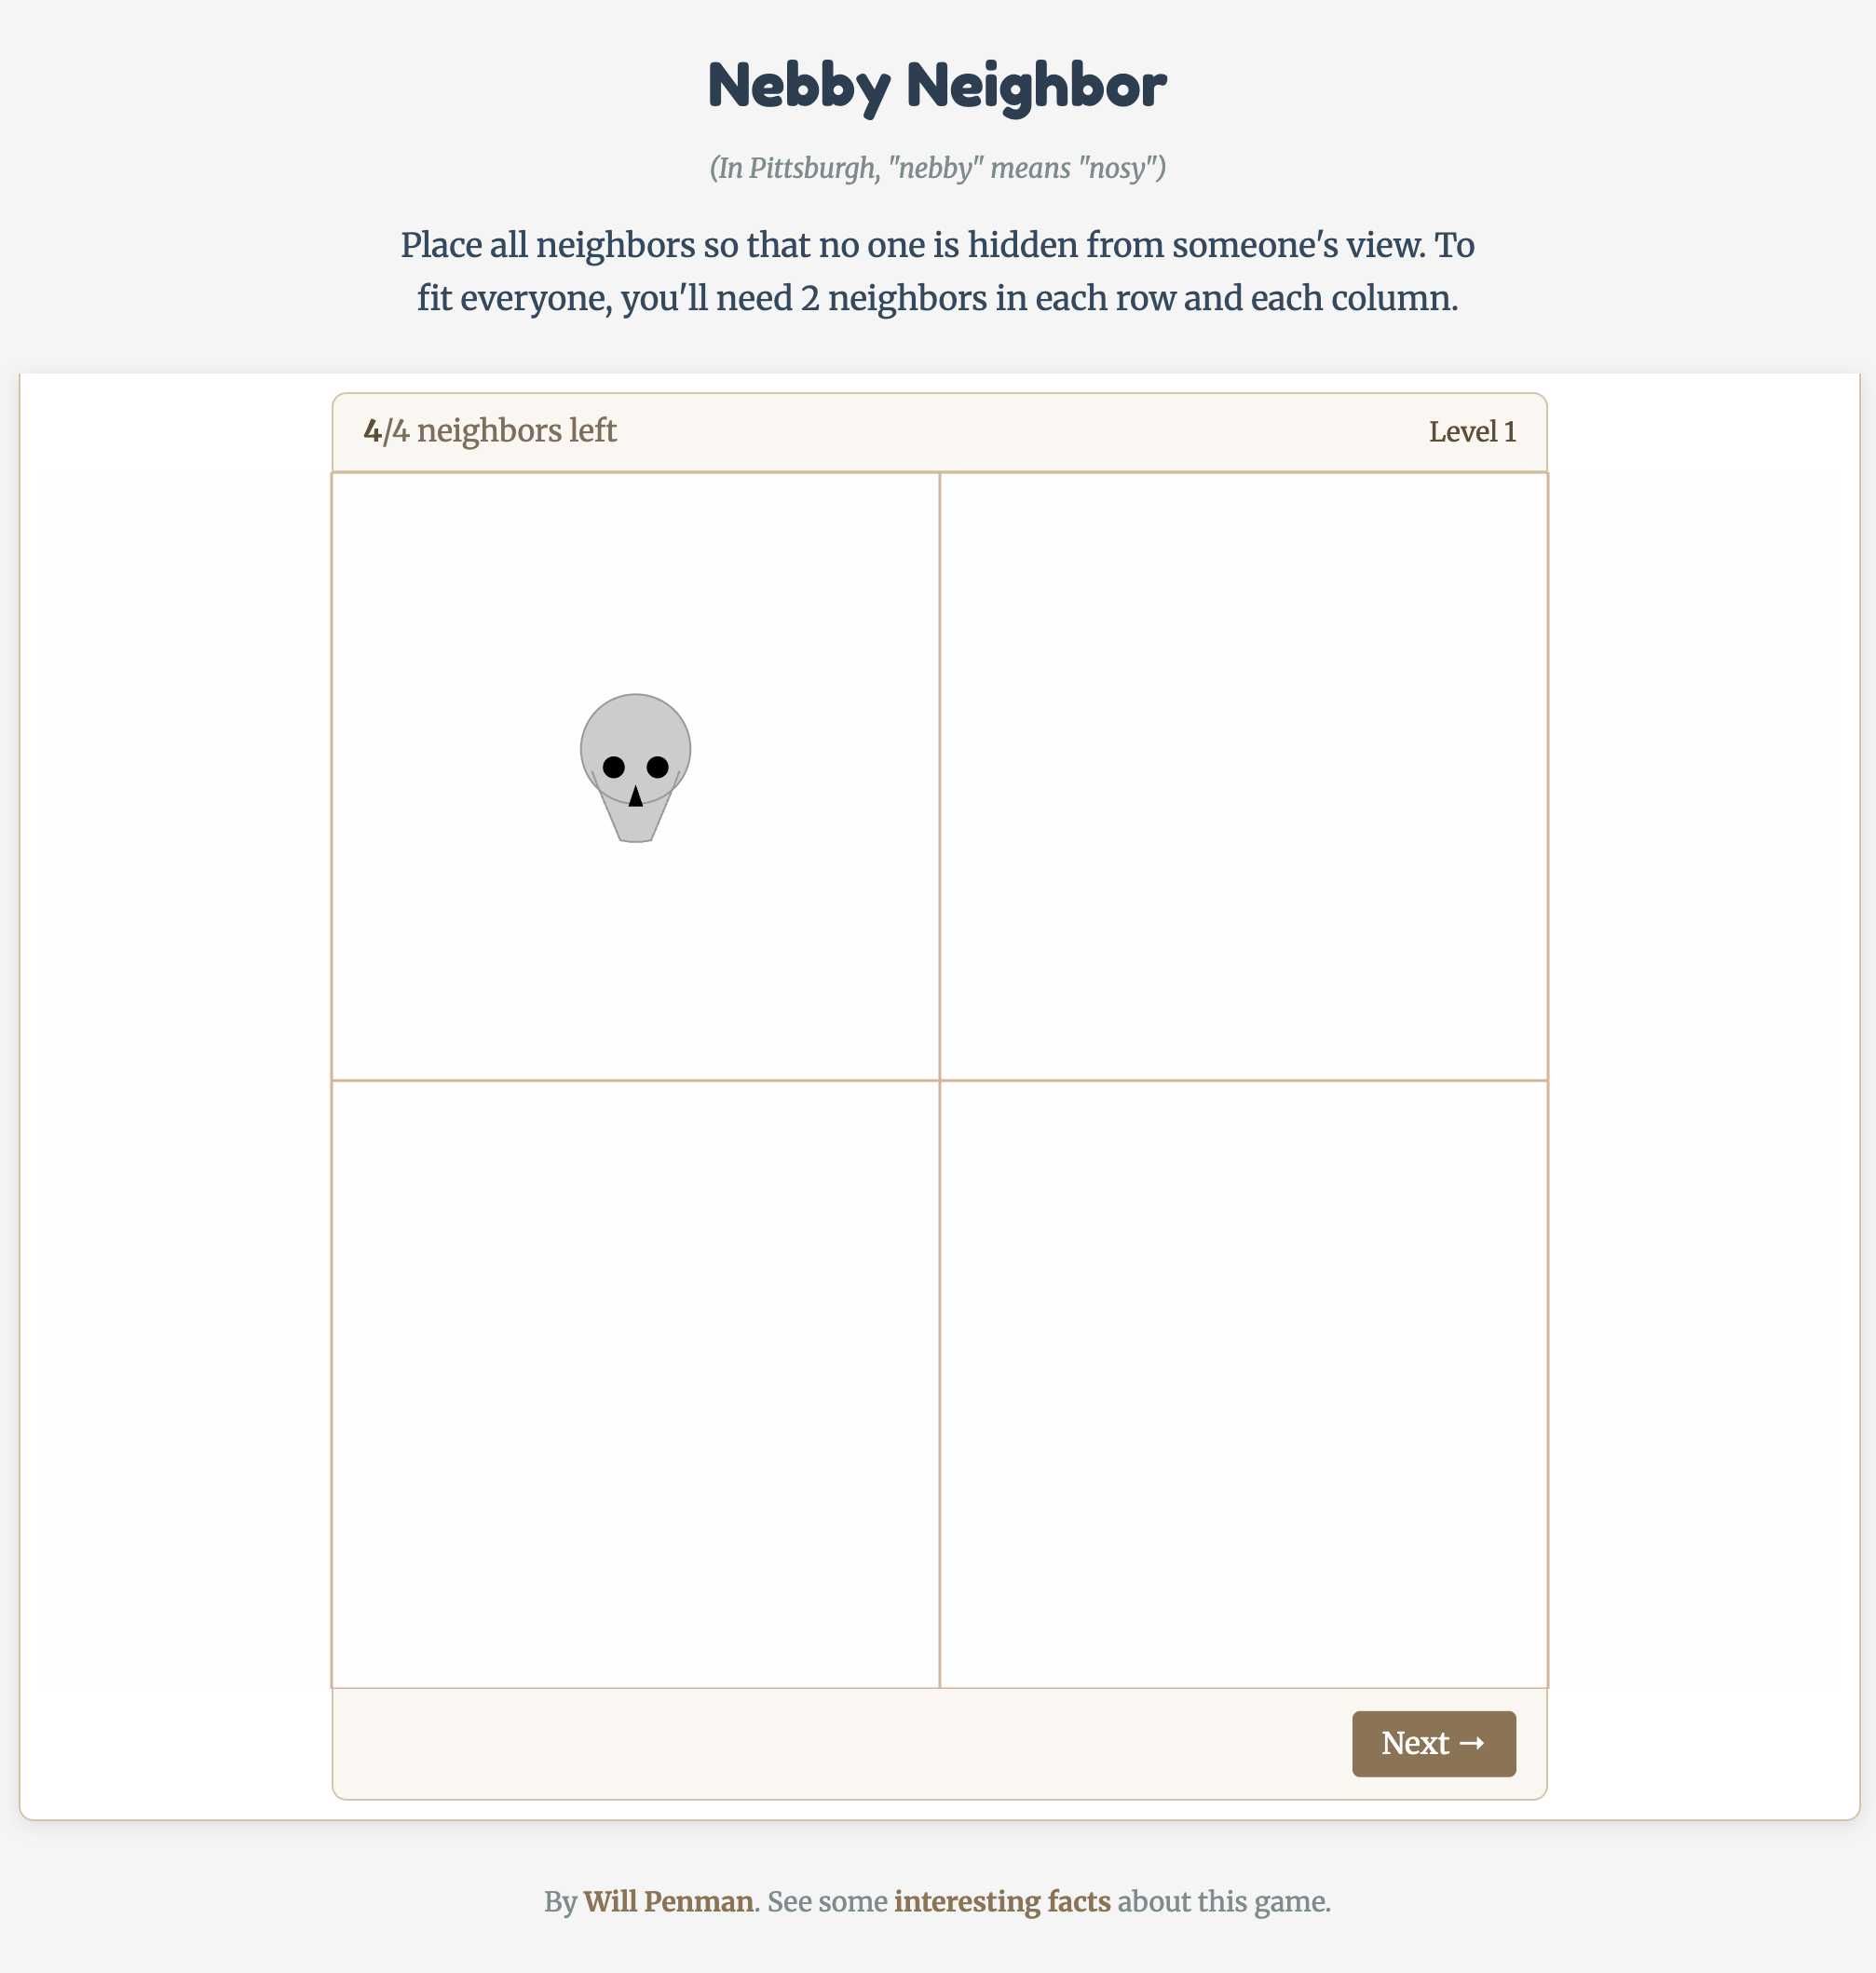 Nebby Neighbor
(In Pittsburgh, "nebby" means "nosy")
Place all neighbors so that no one is hidden from someone's view. To
fit everyone, you'll need 2 neighbors in each row and each column.
4/4 neighbors left
Level 1
Next →
By Will Penman. See some interesting facts about this game.